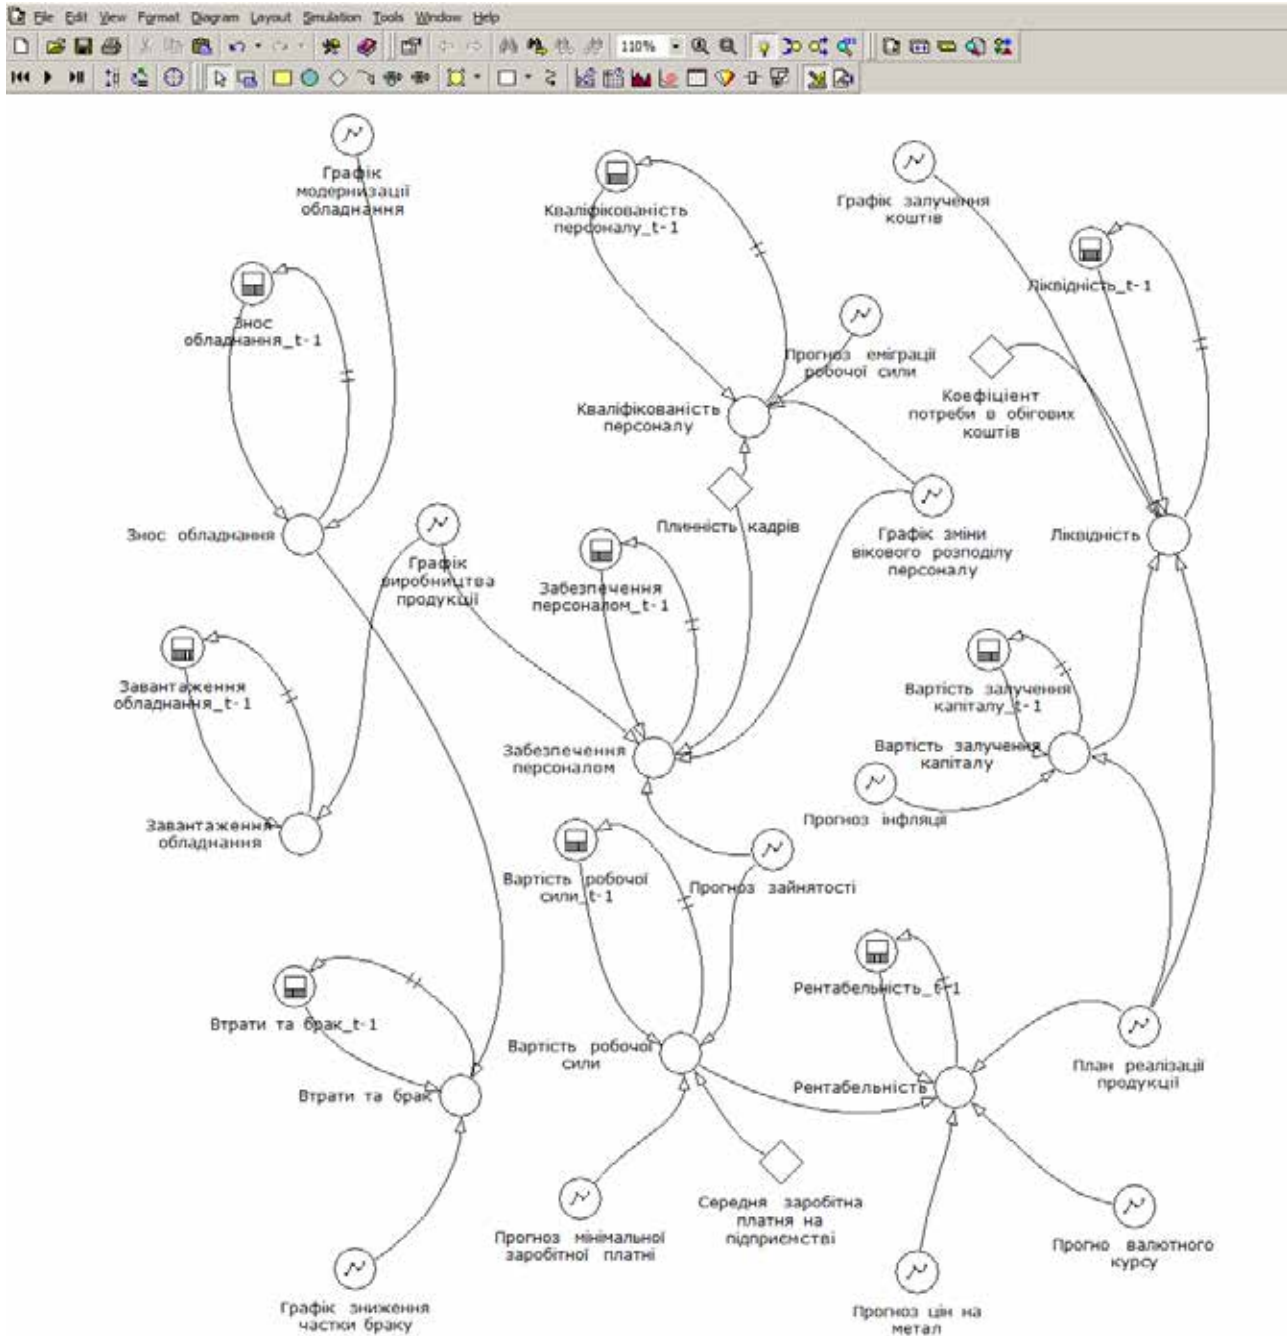 File Edit View Format Diagram Layout Simulation Tools Window Help
110%
Графік
модернизації
обладнання
Кваліфікованість
персоналу_t-1
Графік залучення
коштів
Ліквідність_t-1
Знос
обладнання_t-1
Прогноз еміграції
робочої сили
Коефіцієнт
потреби в обігових
коштів
Кваліфікованість
персоналу
Плинність кадрів
Графік зміни
вікового розподілу
персоналу
Знос обладнання
Графік
виробництва
продукції
Ліквідність
Забезпечення
персоналом_t-1
Завантаження
обладнання_t-1
Вартість залучення
капіталу_t-1
Забезпечення
персоналом
Вартість залучення
капіталу
Прогноз інфляції
Завантаження
обладнання
Вартість робочої
сили_t-1
Прогноз зайнятості
Рентабельність_t-1
Втрати та брак_t-1
Вартість робочої
сили
План реалізації
продукції
Рентабельність
Втрати та брак
Середня заробітна
платня на
підприємстві
Прогноз мінімальної
заробітної платні
Прогно валютного
курсу
Графік зниження
частки браку
Прогноз цін на
метал